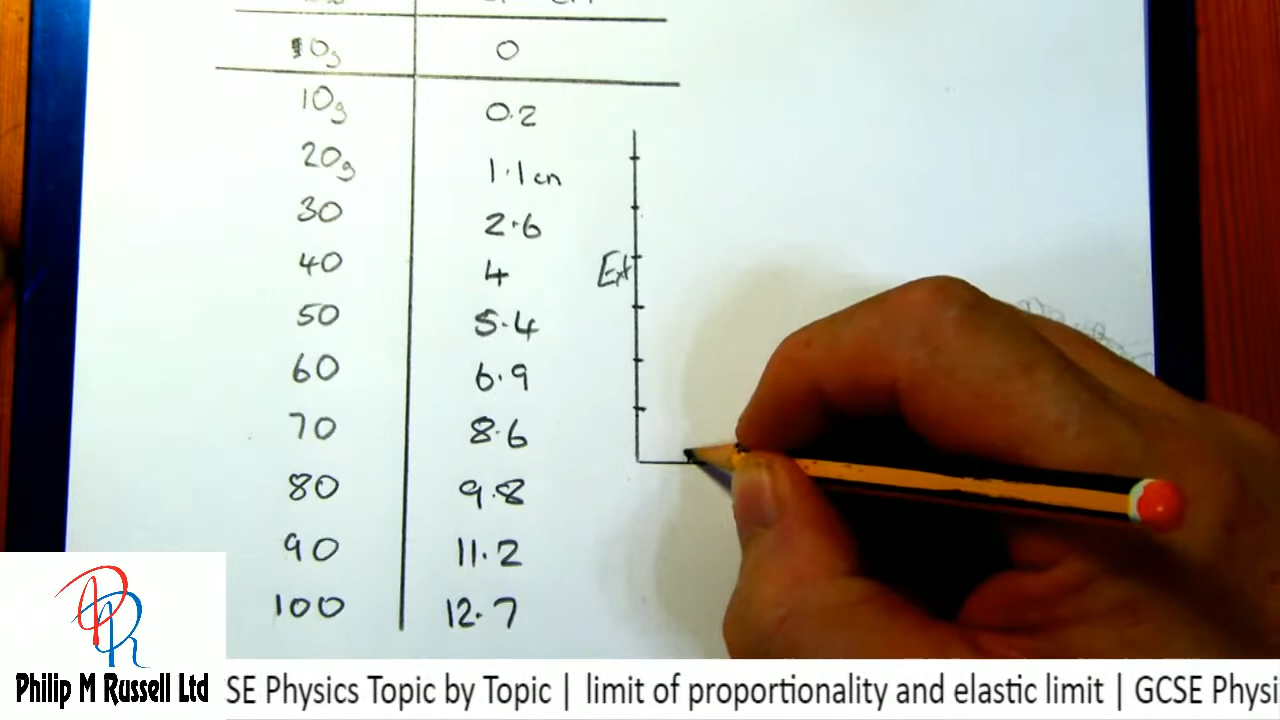 0g 0
10g 0.2
20g 1.1cm
30 2.6
40 4
50 5.4
60 6.9
70 8.6
80 9.8
90 11.2
100 12.7
Ext
Philip M Russell Ltd
SE Physics Topic by Topic | limit of proportionality and elastic limit | GCSE Physi